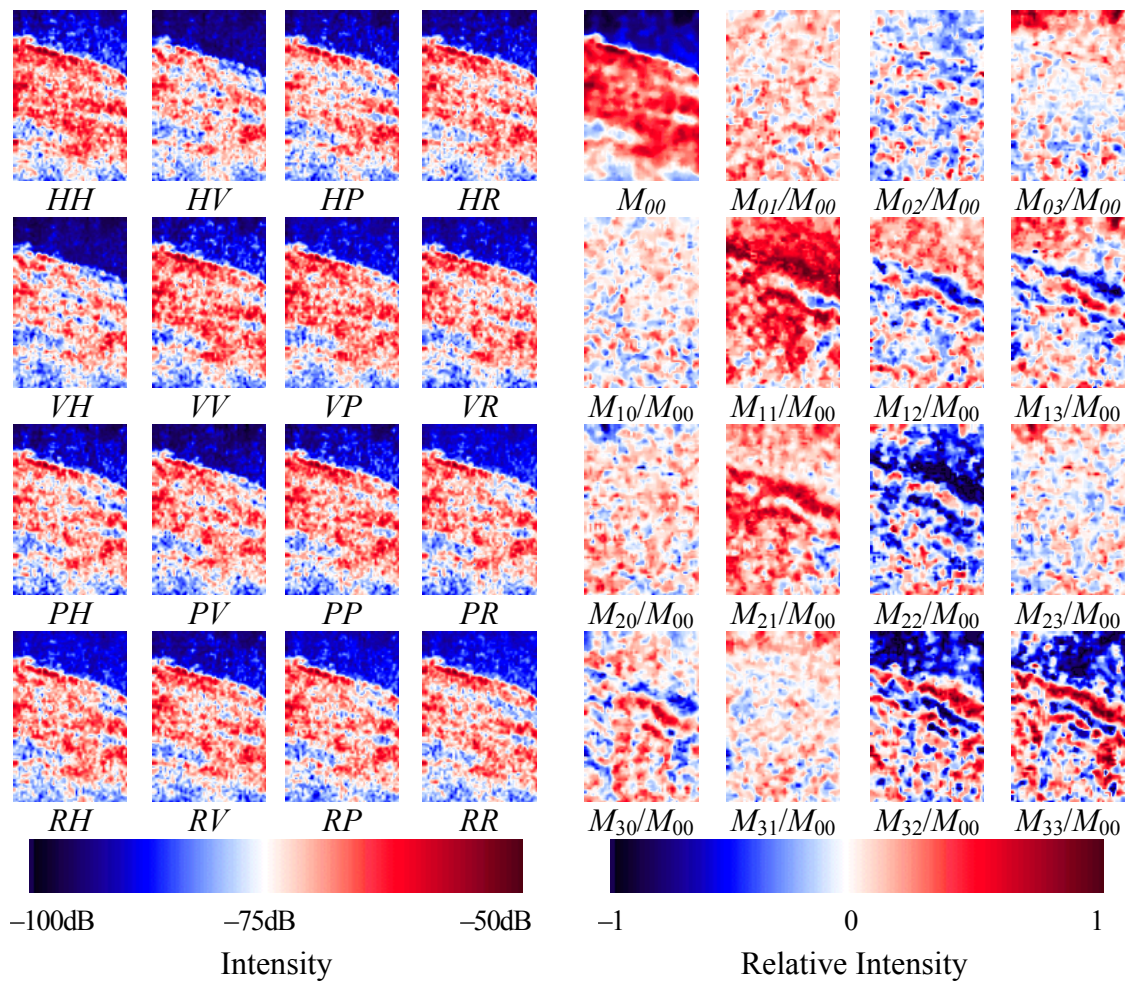 HH HV HP HR M00 M01/M00 M02/M00 M03/M00
VH VV VP VR M10/M00 M11/M00 M12/M00 M13/M00
PH PV PP PR M20/M00 M21/M00 M22/M00 M23/M00
RH RV RP RR M30/M00 M31/M00 M32/M00 M33/M00
–100dB –75dB –50dB –1 0 1
Intensity Relative Intensity